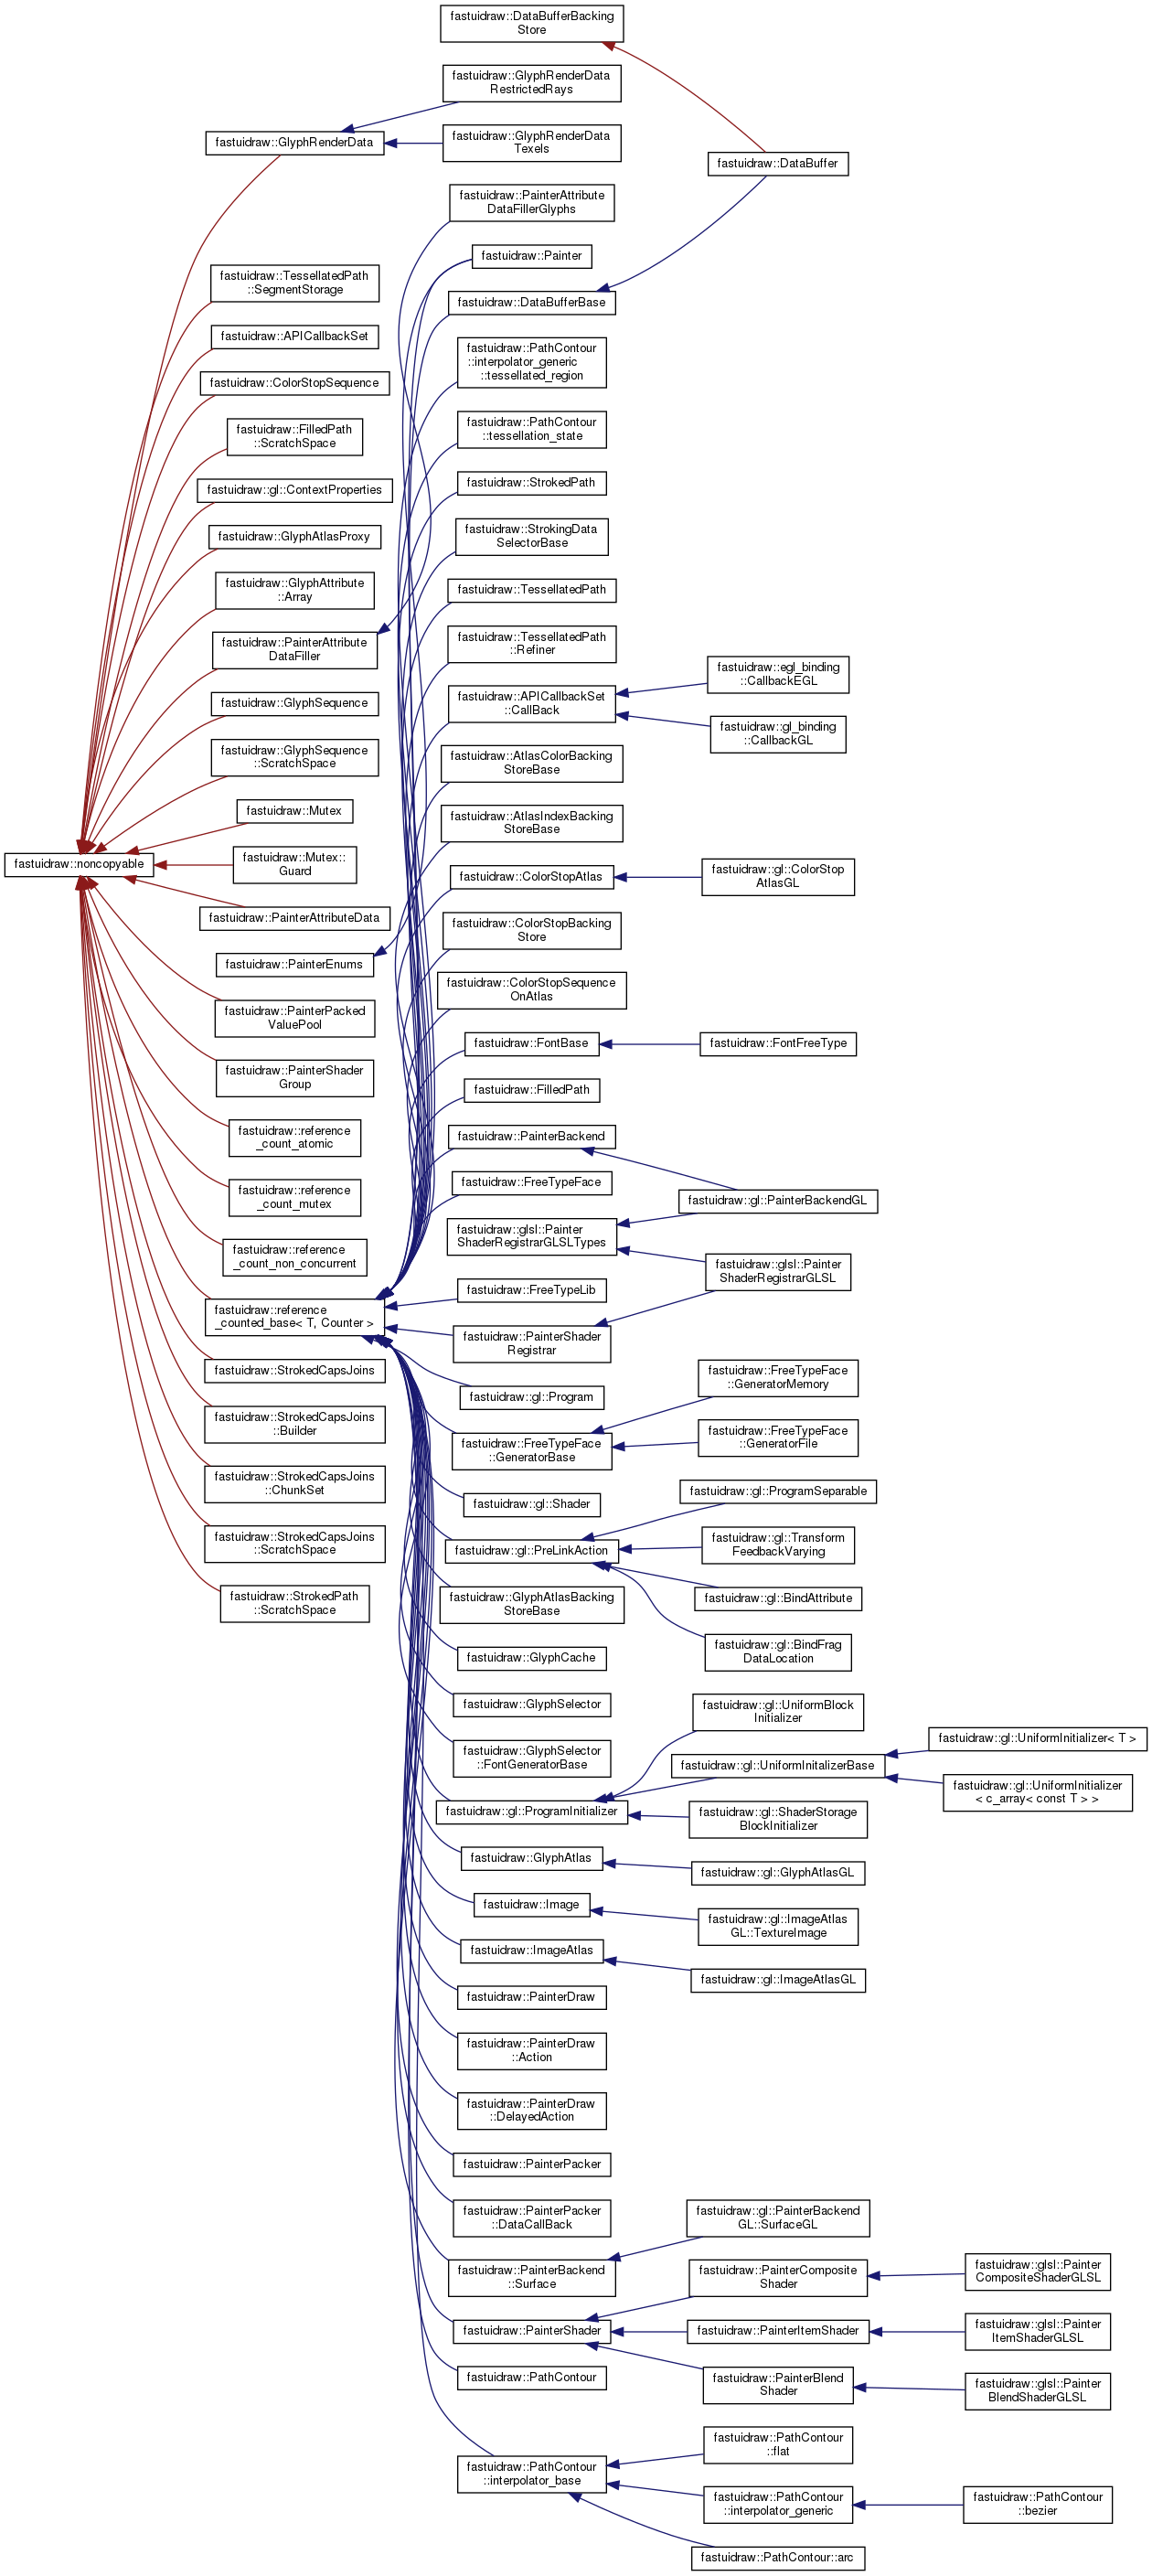 fastuidraw::DataBufferBacking
Store
fastuidraw::GlyphRenderData
RestrictedRays
fastuidraw::GlyphRenderData
fastuidraw::GlyphRenderData
Texels
fastuidraw::DataBuffer
fastuidraw::PainterAttribute
DataFillerGlyphs
fastuidraw::Painter
fastuidraw::TessellatedPath
::SegmentStorage
fastuidraw::DataBufferBase
fastuidraw::APICallbackSet
fastuidraw::PathContour
::interpolator_generic
::tessellated_region
fastuidraw::ColorStopSequence
fastuidraw::FilledPath
::ScratchSpace
fastuidraw::PathContour
::tessellation_state
fastuidraw::gl::ContextProperties
fastuidraw::StrokedPath
fastuidraw::GlyphAtlasProxy
fastuidraw::StrokingData
SelectorBase
fastuidraw::GlyphAttribute
::Array
fastuidraw::TessellatedPath
fastuidraw::PainterAttribute
DataFiller
fastuidraw::TessellatedPath
::Refiner
fastuidraw::GlyphSequence
fastuidraw::APICallbackSet
::CallBack
fastuidraw::egl_binding
::CallbackEGL
fastuidraw::gl_binding
::CallbackGL
fastuidraw::GlyphSequence
::ScratchSpace
fastuidraw::AtlasColorBacking
StoreBase
fastuidraw::Mutex
fastuidraw::AtlasIndexBacking
StoreBase
fastuidraw::noncopyable
fastuidraw::Mutex::
Guard
fastuidraw::ColorStopAtlas
fastuidraw::gl::ColorStop
AtlasGL
fastuidraw::PainterAttributeData
fastuidraw::ColorStopBacking
Store
fastuidraw::PainterEnums
fastuidraw::ColorStopSequence
OnAtlas
fastuidraw::PainterPacked
ValuePool
fastuidraw::FontBase
fastuidraw::FontFreeType
fastuidraw::PainterShader
Group
fastuidraw::FilledPath
fastuidraw::reference
_count_atomic
fastuidraw::PainterBackend
fastuidraw::reference
_count_mutex
fastuidraw::FreeTypeFace
fastuidraw::gl::PainterBackendGL
fastuidraw::reference
_count_non_concurrent
fastuidraw::glsl::Painter
ShaderRegistrarGLSLTypes
fastuidraw::glsl::Painter
ShaderRegistrarGLSL
fastuidraw::reference
_counted_base< T, Counter >
fastuidraw::FreeTypeLib
fastuidraw::PainterShader
Registrar
fastuidraw::StrokedCapsJoins
fastuidraw::gl::Program
fastuidraw::FreeTypeFace
::GeneratorMemory
fastuidraw::StrokedCapsJoins
::Builder
fastuidraw::FreeTypeFace
::GeneratorBase
fastuidraw::FreeTypeFace
::GeneratorFile
fastuidraw::StrokedCapsJoins
::ChunkSet
fastuidraw::gl::Shader
fastuidraw::gl::ProgramSeparable
fastuidraw::StrokedCapsJoins
::ScratchSpace
fastuidraw::gl::PreLinkAction
fastuidraw::gl::Transform
FeedbackVarying
fastuidraw::StrokedPath
::ScratchSpace
fastuidraw::GlyphAtlasBacking
StoreBase
fastuidraw::gl::BindAttribute
fastuidraw::GlyphCache
fastuidraw::gl::BindFrag
DataLocation
fastuidraw::GlyphSelector
fastuidraw::gl::UniformBlock
Initializer
fastuidraw::GlyphSelector
::FontGeneratorBase
fastuidraw::gl::UniformInitalizerBase
fastuidraw::gl::UniformInitializer< T >
fastuidraw::gl::UniformInitializer
< c_array< const T > >
fastuidraw::gl::ProgramInitializer
fastuidraw::gl::ShaderStorage
BlockInitializer
fastuidraw::GlyphAtlas
fastuidraw::gl::GlyphAtlasGL
fastuidraw::Image
fastuidraw::gl::ImageAtlas
GL::TextureImage
fastuidraw::ImageAtlas
fastuidraw::gl::ImageAtlasGL
fastuidraw::PainterDraw
fastuidraw::PainterDraw
::Action
fastuidraw::PainterDraw
::DelayedAction
fastuidraw::PainterPacker
fastuidraw::PainterPacker
::DataCallBack
fastuidraw::gl::PainterBackend
GL::SurfaceGL
fastuidraw::PainterBackend
::Surface
fastuidraw::PainterComposite
Shader
fastuidraw::glsl::Painter
CompositeShaderGLSL
fastuidraw::PainterShader
fastuidraw::PainterItemShader
fastuidraw::glsl::Painter
ItemShaderGLSL
fastuidraw::PathContour
fastuidraw::PainterBlend
Shader
fastuidraw::glsl::Painter
BlendShaderGLSL
fastuidraw::PathContour
::flat
fastuidraw::PathContour
::interpolator_base
fastuidraw::PathContour
::interpolator_generic
fastuidraw::PathContour
::bezier
fastuidraw::PathContour::arc